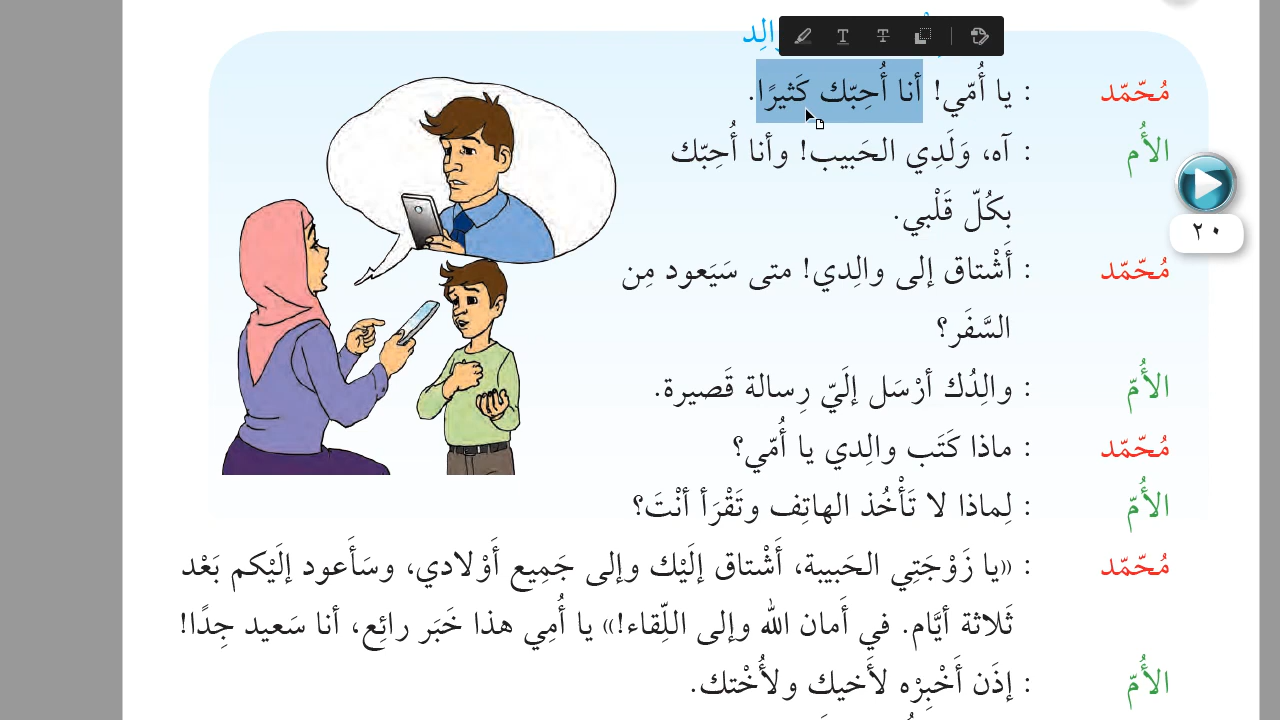 والِد
مُحَمّد : يا أُمّي! أنا أُحِبّك كَثيرًا.
الأُم : آه، وَلَدِي الحَبيب! وأنا أُحِبّك
بكُلّ قَلْبي.
٢٠
مُحَمّد : أَشْتاق إلى والِدي! متى سَيَعود مِن
السَّفَر؟
الأُمّ : والِدُك أرْسَل إلَيّ رِسالة قَصيرة.
مُحَمّد : ماذا كَتَب والِدي يا أُمّي؟
الأُمّ : لِماذا لا تَأْخُذ الهاتِف وتَقْرَأ أنْتَ؟
مُحَمّد : «يا زَوْجَتِي الحَبيبة، أَشْتاق إلَيْك وإلى جَمِيع أَوْلادي، وسَأَعود إلَيْكم بَعْد
ثَلاثة أيَّام. في أَمان الله وإلى اللِّقاء!» يا أُمِي هذا خَبَر رائِع، أنا سَعيد جِدًا!
الأُمّ : إذَن أَخْبِرْه لأَخيك ولأُخْتك.